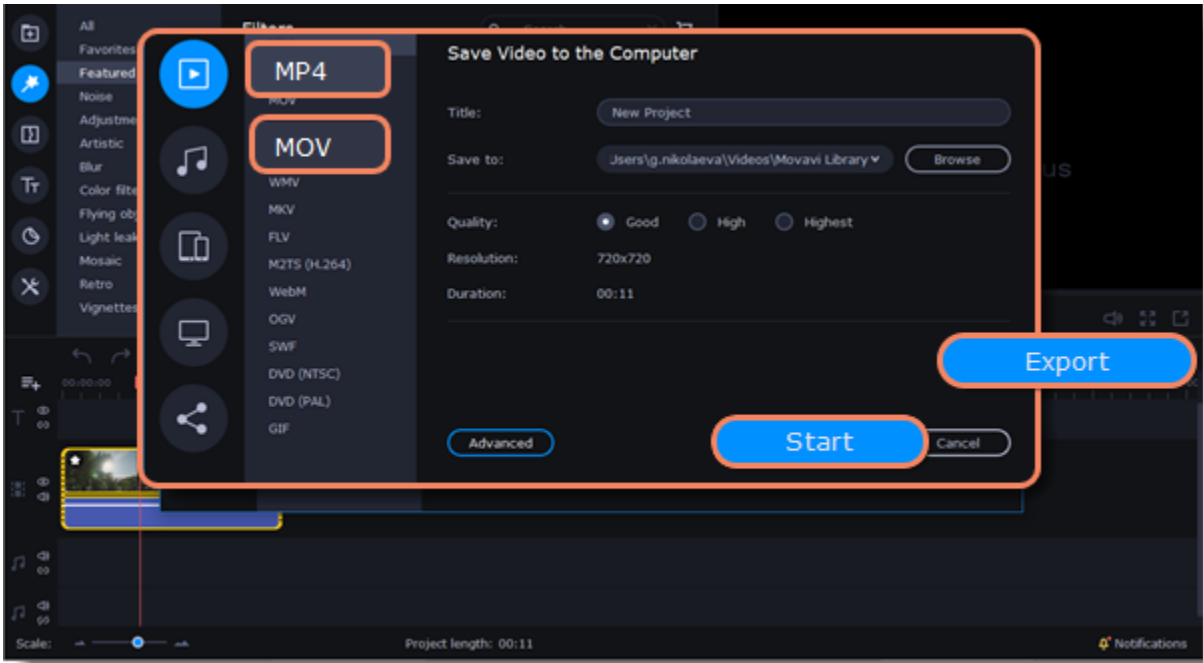 All
Favorites
Featured
Noise
Adjustme
Artistic
Blur
Color filte
Flying obj
Light leak
Mosaic
Retro
Vignettes
Filters
Search
MP4
MOV
MOV
WMV
MKV
FLV
M2TS (H.264)
WebM
OGV
SWF
DVD (NTSC)
DVD (PAL)
GIF
Save Video to the Computer
Title: New Project
Save to: Users\g.nikolaeva\Videos\Movavi Library Browse
Quality: Good High Highest
Resolution: 720x720
Duration: 00:11
Advanced Start Cancel
us
Export
00:00:00
Scale: Project length: 00:11 Notifications